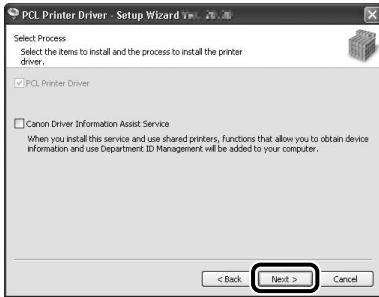 PCL Printer Driver - Setup Wizard
Select Process
Select the items to install and the process to install the printer
driver.
PCL Printer Driver
Canon Driver Information Assist Service
When you install this service and use shared printers, functions that allow you to obtain device
information and use Department ID Management will be added to your computer.
< Back Next > Cancel